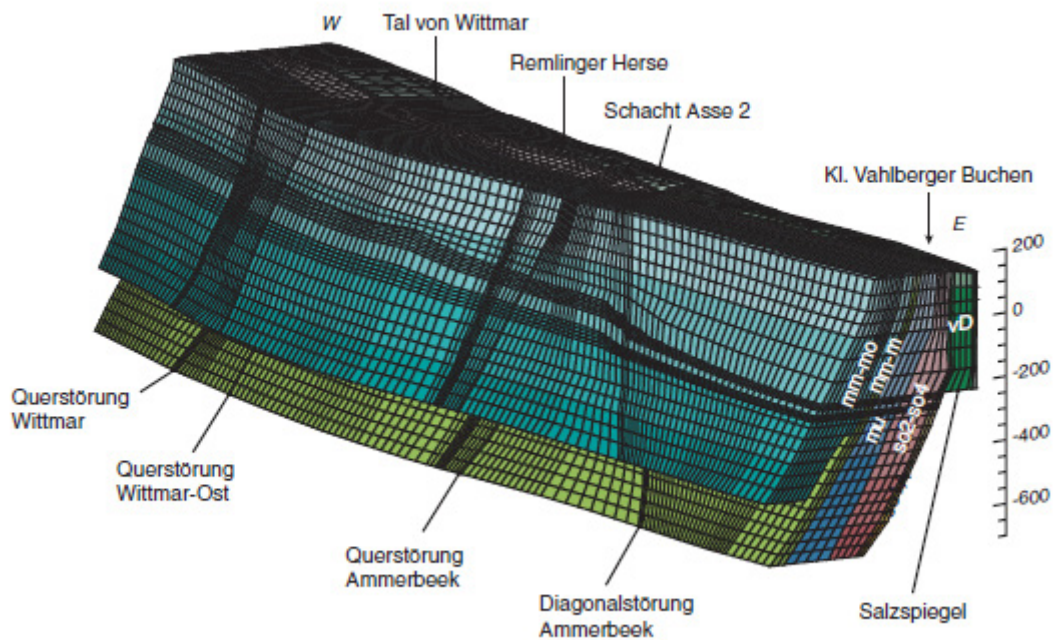 W
Tal von Wittmar
Remlinger Herse
Schacht Asse 2
Kl. Vahlberger Buchen
E
200
0
-200
-400
-600
vD
mm-mo
mm-m
mu
so2-so4
Querstörung
Wittmar
Querstörung
Wittmar-Ost
Querstörung
Ammerbeek
Diagonalstörung
Ammerbeek
Salzspiegel